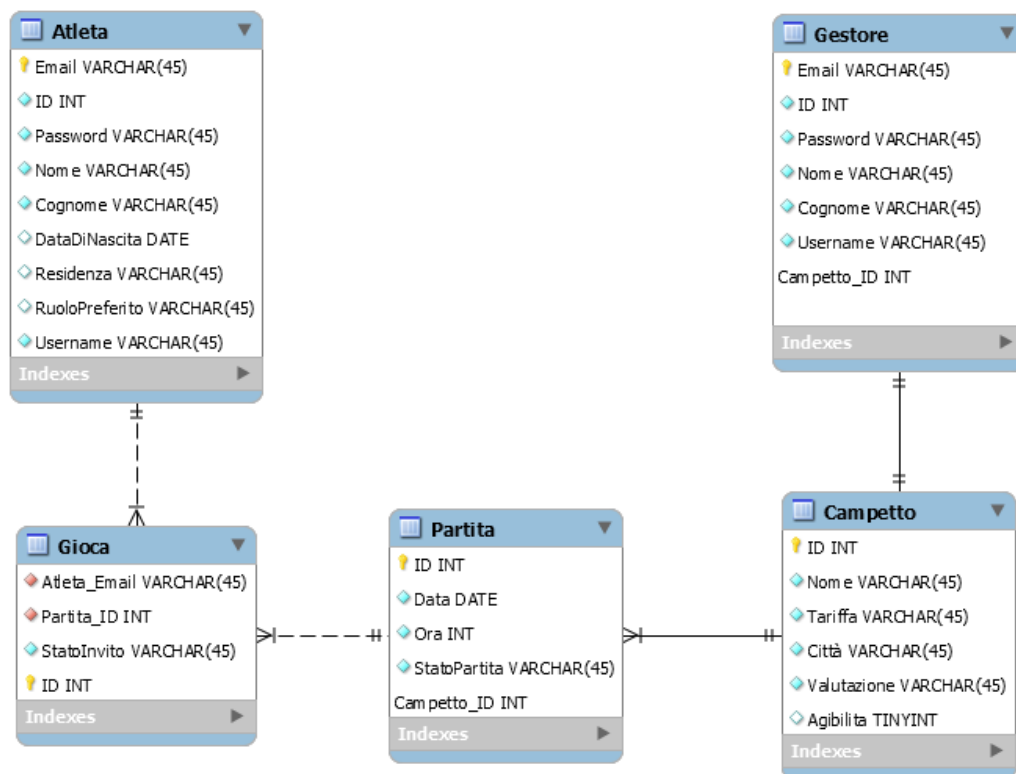 Atleta
Email VARCHAR(45)
ID INT
Password VARCHAR(45)
Nome VARCHAR(45)
Cognome VARCHAR(45)
DataDiNascita DATE
Residenza VARCHAR(45)
RuoloPreferito VARCHAR(45)
Username VARCHAR(45)
Indexes
Gestore
Email VARCHAR(45)
ID INT
Password VARCHAR(45)
Nome VARCHAR(45)
Cognome VARCHAR(45)
Username VARCHAR(45)
Campetto_ID INT
Indexes
Gioca
Atleta_Email VARCHAR(45)
Partita_ID INT
StatoInvito VARCHAR(45)
ID INT
Indexes
Partita
ID INT
Data DATE
Ora INT
StatoPartita VARCHAR(45)
Campetto_ID INT
Indexes
Campetto
ID INT
Nome VARCHAR(45)
Tariffa VARCHAR(45)
Città VARCHAR(45)
Valutazione VARCHAR(45)
Agibilita TINYINT
Indexes